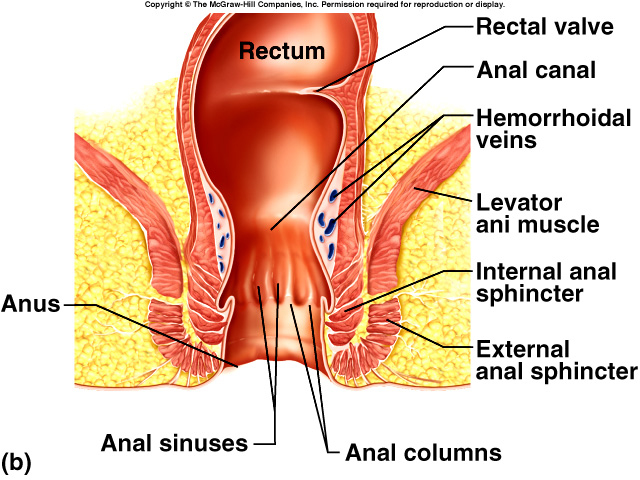 Copyright © The McGraw-Hill Companies, Inc. Permission required for reproduction or display.
Rectum
Rectal valve
Anal canal
Hemorrhoidal
veins
Levator
ani muscle
Internal anal
sphincter
Anus
External
anal sphincter
Anal sinuses
Anal columns
(b)